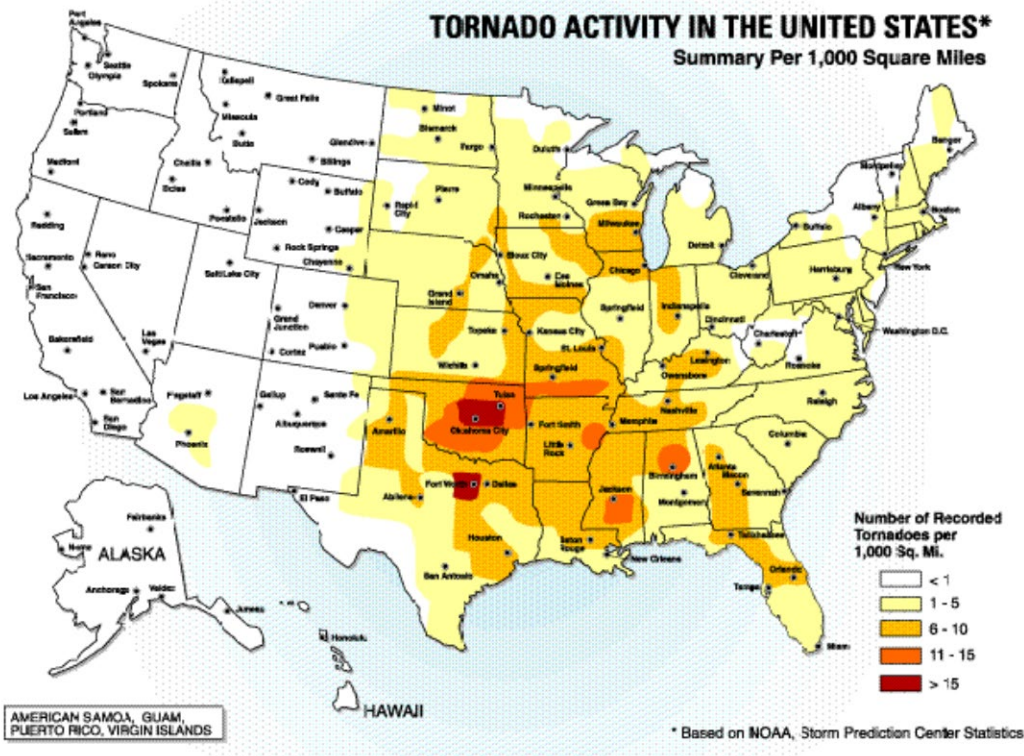 TORNADO ACTIVITY IN THE UNITED STATES*
Summary Per 1,000 Square Miles
Port Angeles
Seattle
Olympia
Spokane
Portland
Salem
Medford
Kalispell
Great Falls
Missoula
Butte
Glendive
Billings
Challis
Boise
Pocatello
Cody
Buffalo
Jackson
Casper
Rock Springs
Cheyenne
Minot
Bismarck
Fargo
Duluth
Pierre
Rapid City
Minneapolis
Rochester
Green Bay
Milwaukee
Chicago
Detroit
Bangor
Montpelier
Albany
Boston
Buffalo
New York
Cleveland
Harrisburg
Washington D.C.
Redding
Sacramento
San Francisco
Reno
Carson City
Salt Lake City
Bakersfield
Las Vegas
Los Angeles
San Bernadino
San Diego
Flagstaff
Phoenix
Denver
Grand Junction
Cortez
Pueblo
Gallup
Santa Fe
Albuquerque
Roswell
El Paso
Sioux City
Omaha
Des Moines
Grand Island
Topeka
Kansas City
Wichita
St. Louis
Springfield
Springfield
Indianapolis
Cincinnati
Charleston
Roanoke
Lexington
Owensboro
Nashville
Memphis
Raleigh
Columbia
Tulsa
Oklahoma City
Amarillo
Fort Smith
Little Rock
Fort Worth
Dallas
Abilene
Houston
San Antonio
Jackson
Baton Rouge
New Orleans
Birmingham
Montgomery
Atlanta
Macon
Savannah
Tallahassee
Orlando
Tampa
Miami
Fairbanks
Nome
ALASKA
Anchorage
Valdez
Juneau
Honolulu
HAWAII
AMERICAN SAMOA, GUAM,
PUERTO RICO, VIRGIN ISLANDS
Number of Recorded
Tornadoes per
1,000 Sq. Mi.
< 1
1 - 5
6 - 10
11 - 15
> 15
* Based on NOAA, Storm Prediction Center Statistics